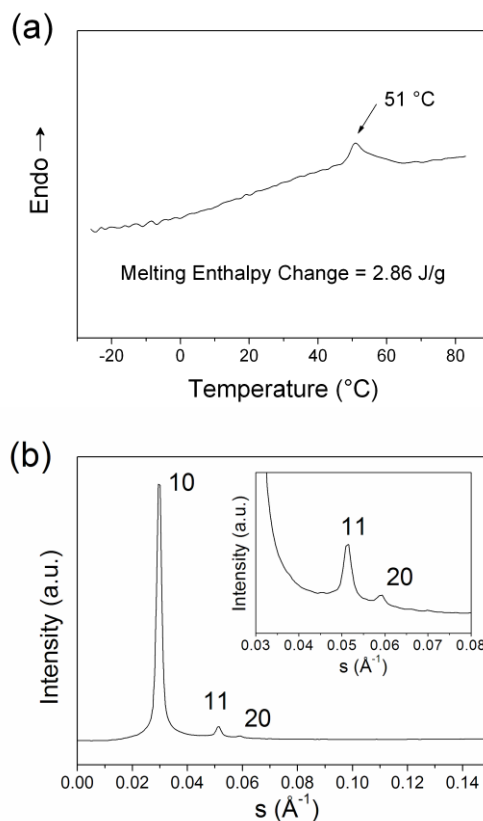 (a)
51 °C
Endo →
Melting Enthalpy Change = 2.86 J/g
-20 0 20 40 60 80
Temperature (°C)
(b)
10
11
20
Intensity (a.u.)
0.00 0.02 0.04 0.06 0.08 0.10 0.12 0.14
s (Å⁻¹)
11
20
Intensity (a.u.)
0.03 0.04 0.05 0.06 0.07 0.08
s (Å⁻¹)